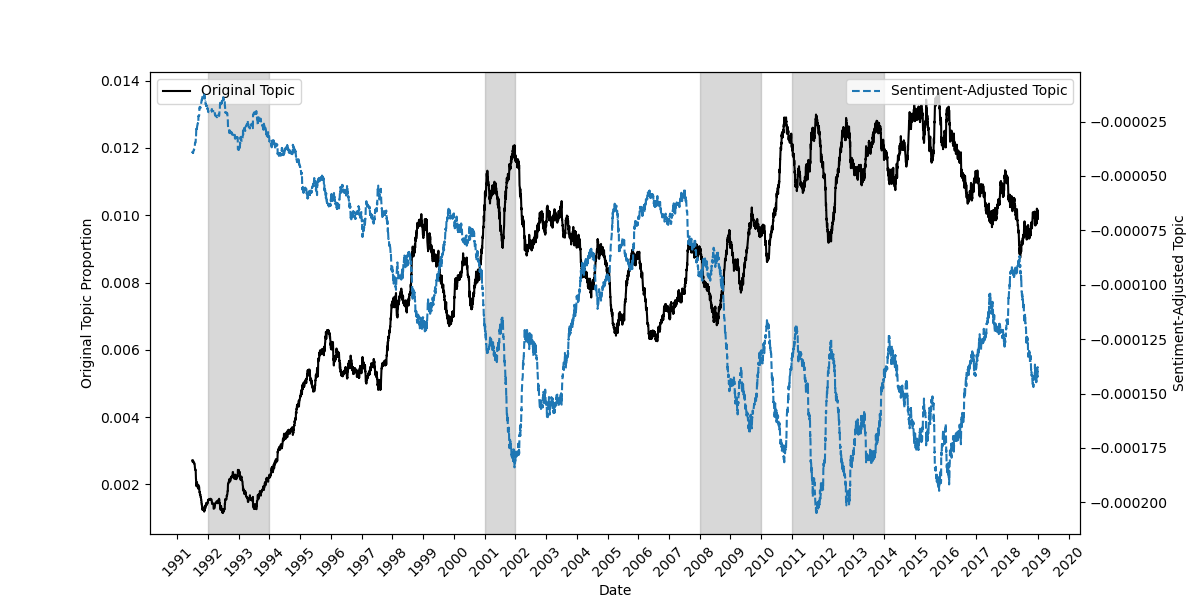 Original Topic
Sentiment-Adjusted Topic
0.014
0.012
0.010
0.008
0.006
0.004
0.002
Original Topic Proportion
−0.000025
−0.000050
−0.000075
−0.000100
−0.000125
−0.000150
−0.000175
−0.000200
Sentiment-Adjusted Topic
1991 1992 1993 1994 1995 1996 1997 1998 1999 2000 2001 2002 2003 2004 2005 2006 2007 2008 2009 2010 2011 2012 2013 2014 2015 2016 2017 2018 2019 2020
Date